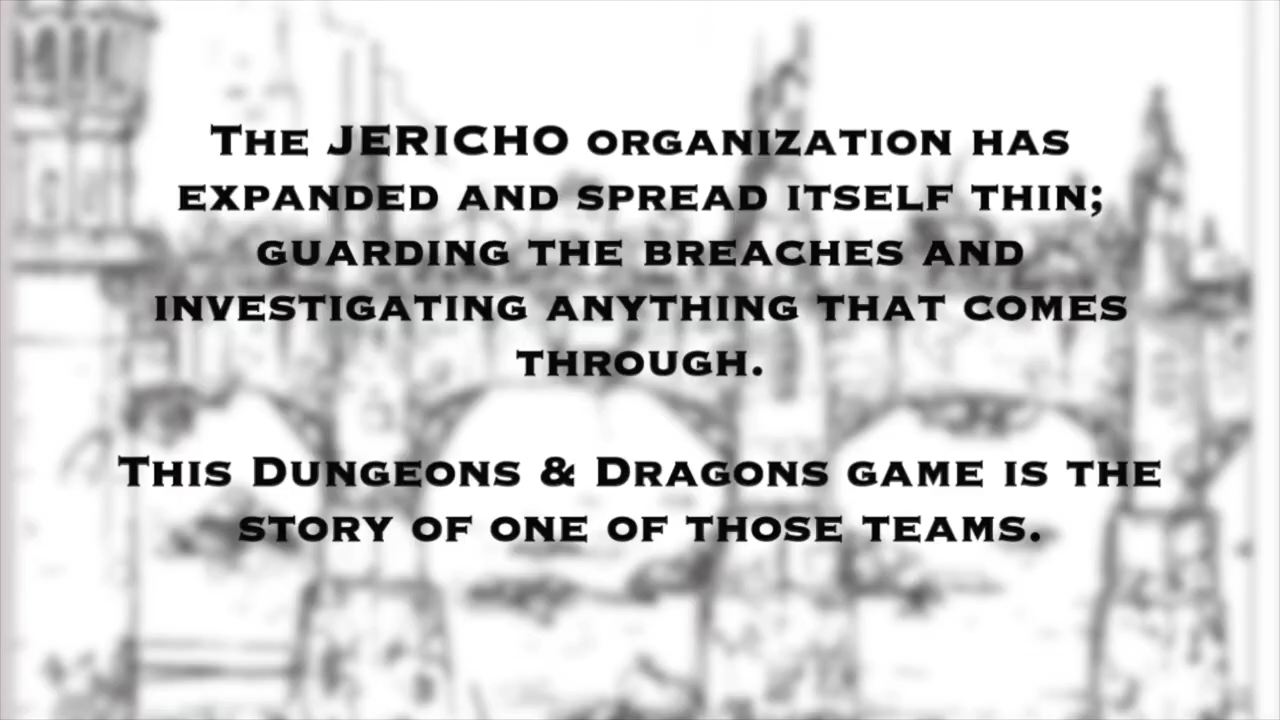 The JERICHO organization has
expanded and spread itself thin;
guarding the breaches and
investigating anything that comes
through.
This Dungeons & Dragons game is the
story of one of those teams.